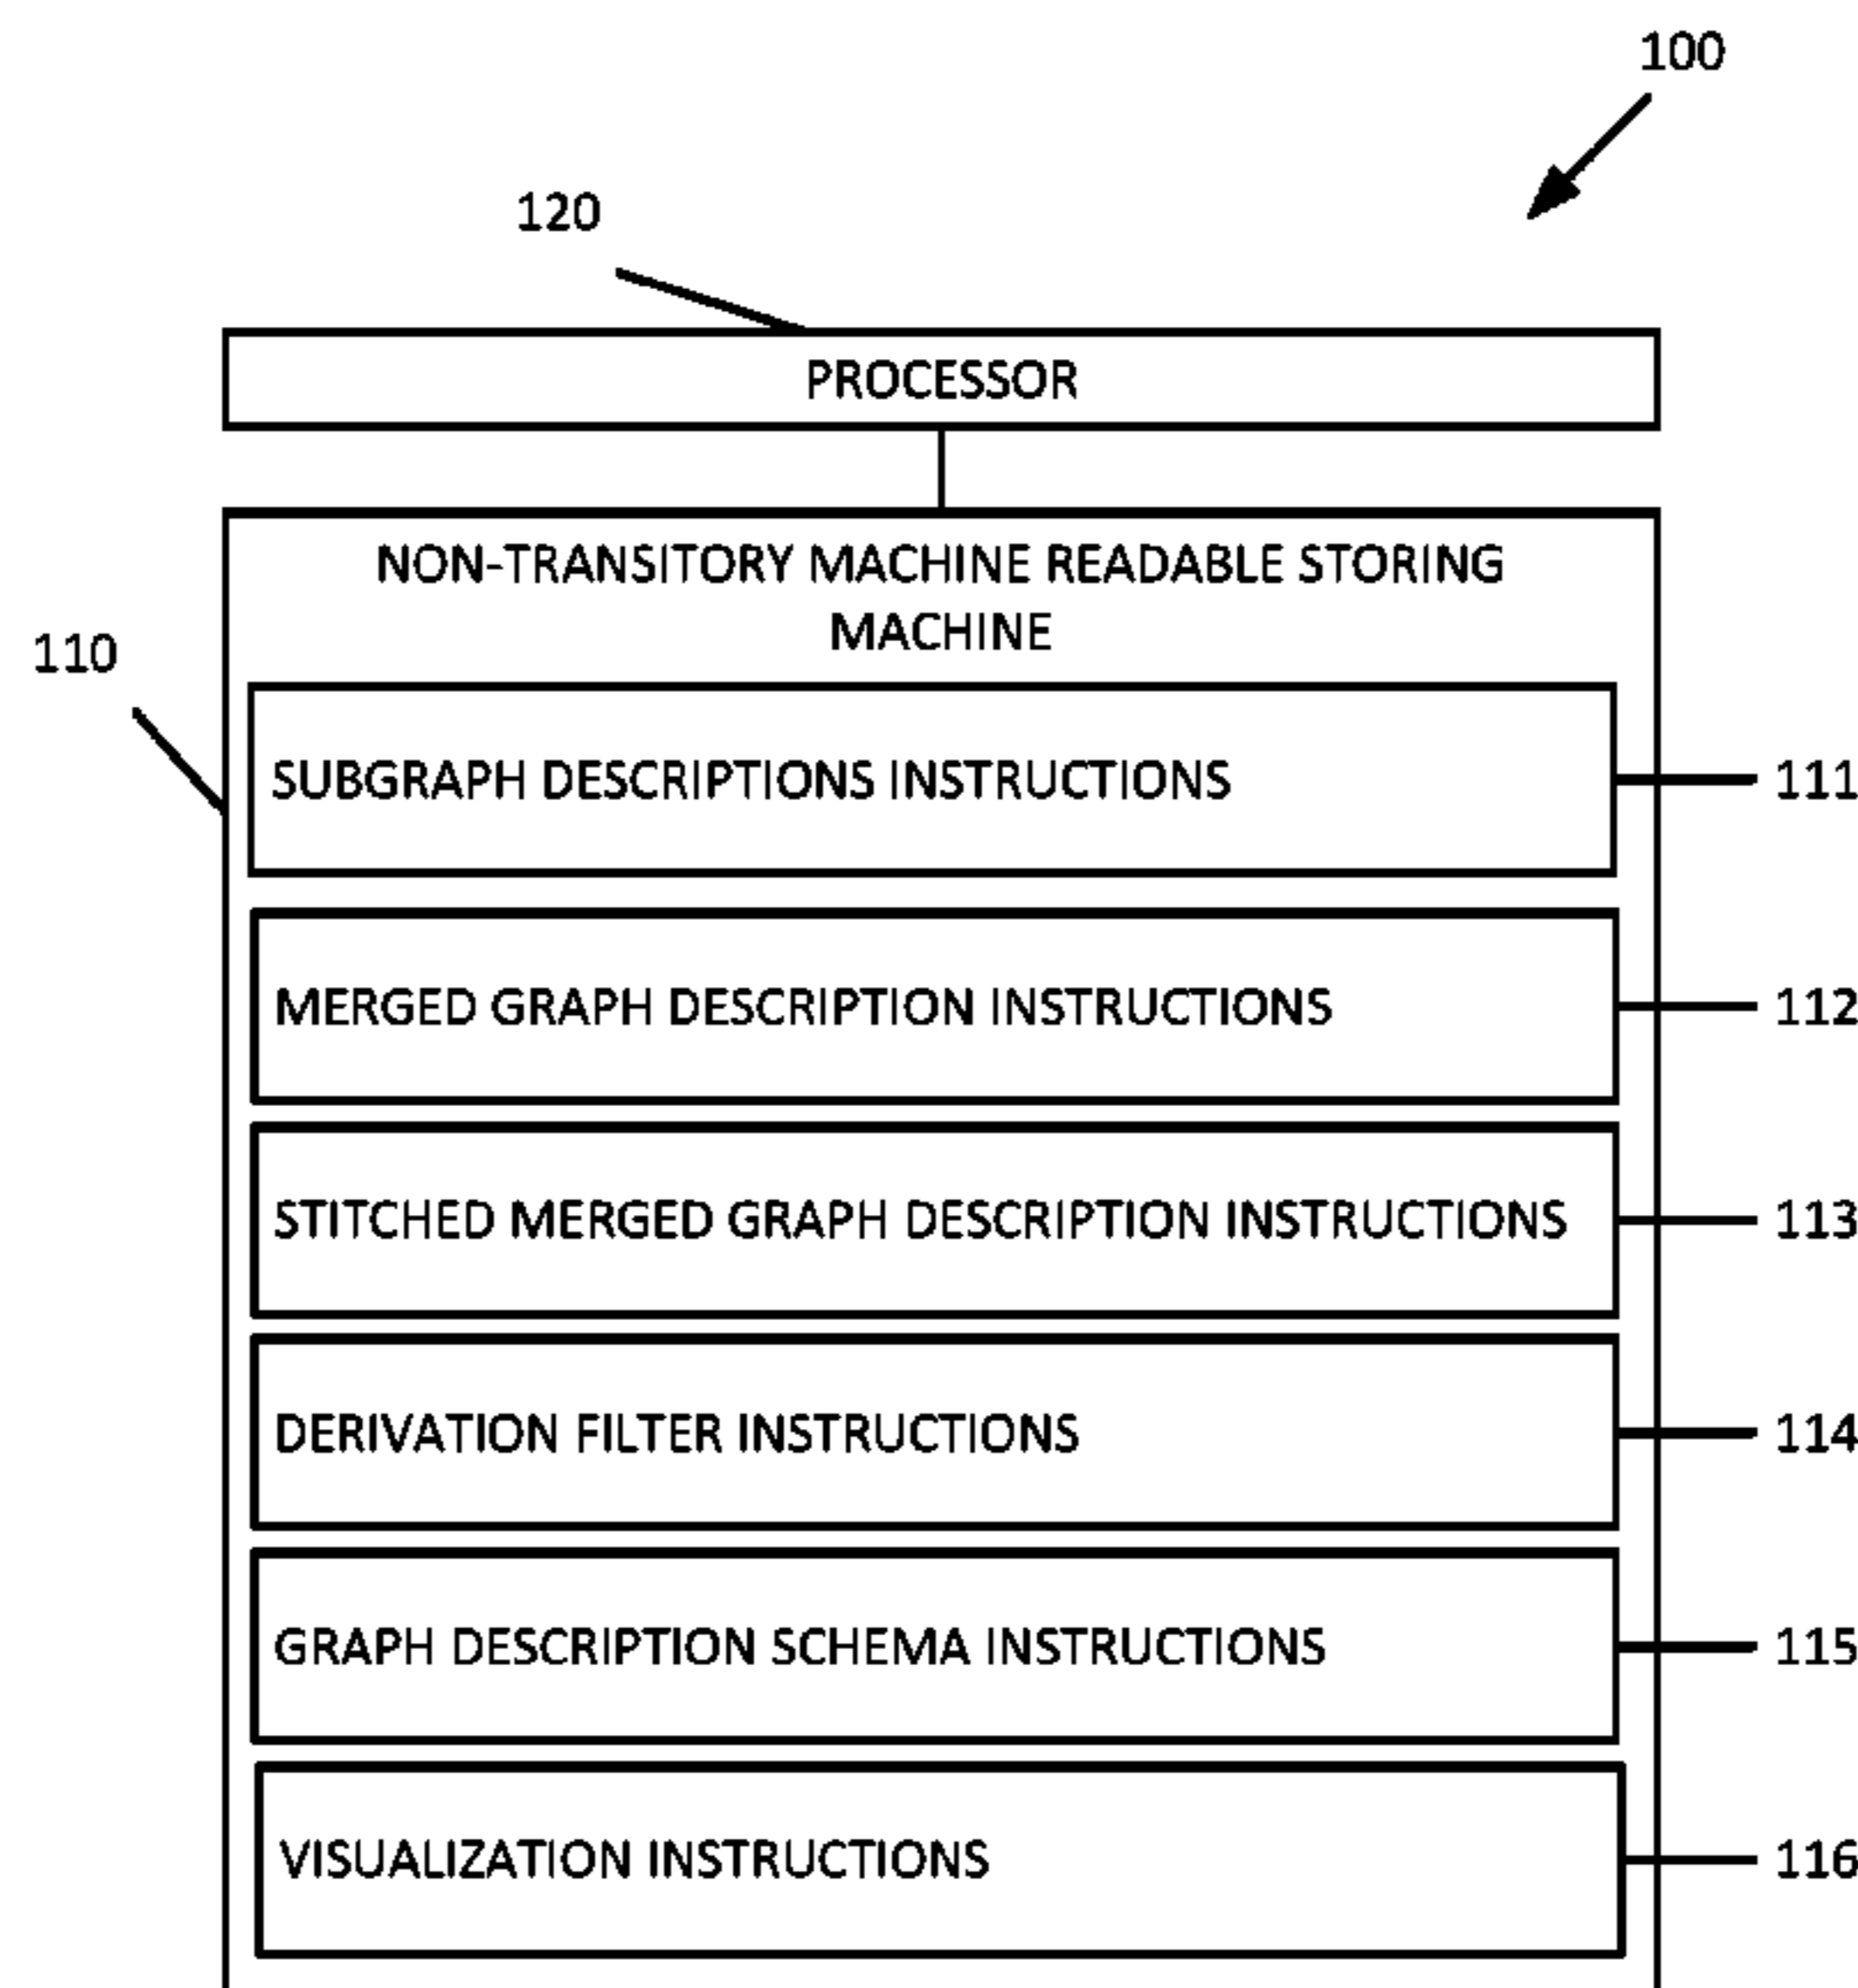 100
120
PROCESSOR
NON-TRANSITORY MACHINE READABLE STORING
MACHINE
110
SUBGRAPH DESCRIPTIONS INSTRUCTIONS
111
MERGED GRAPH DESCRIPTION INSTRUCTIONS
112
STITCHED MERGED GRAPH DESCRIPTION INSTRUCTIONS
113
DERIVATION FILTER INSTRUCTIONS
114
GRAPH DESCRIPTION SCHEMA INSTRUCTIONS
115
VISUALIZATION INSTRUCTIONS
116